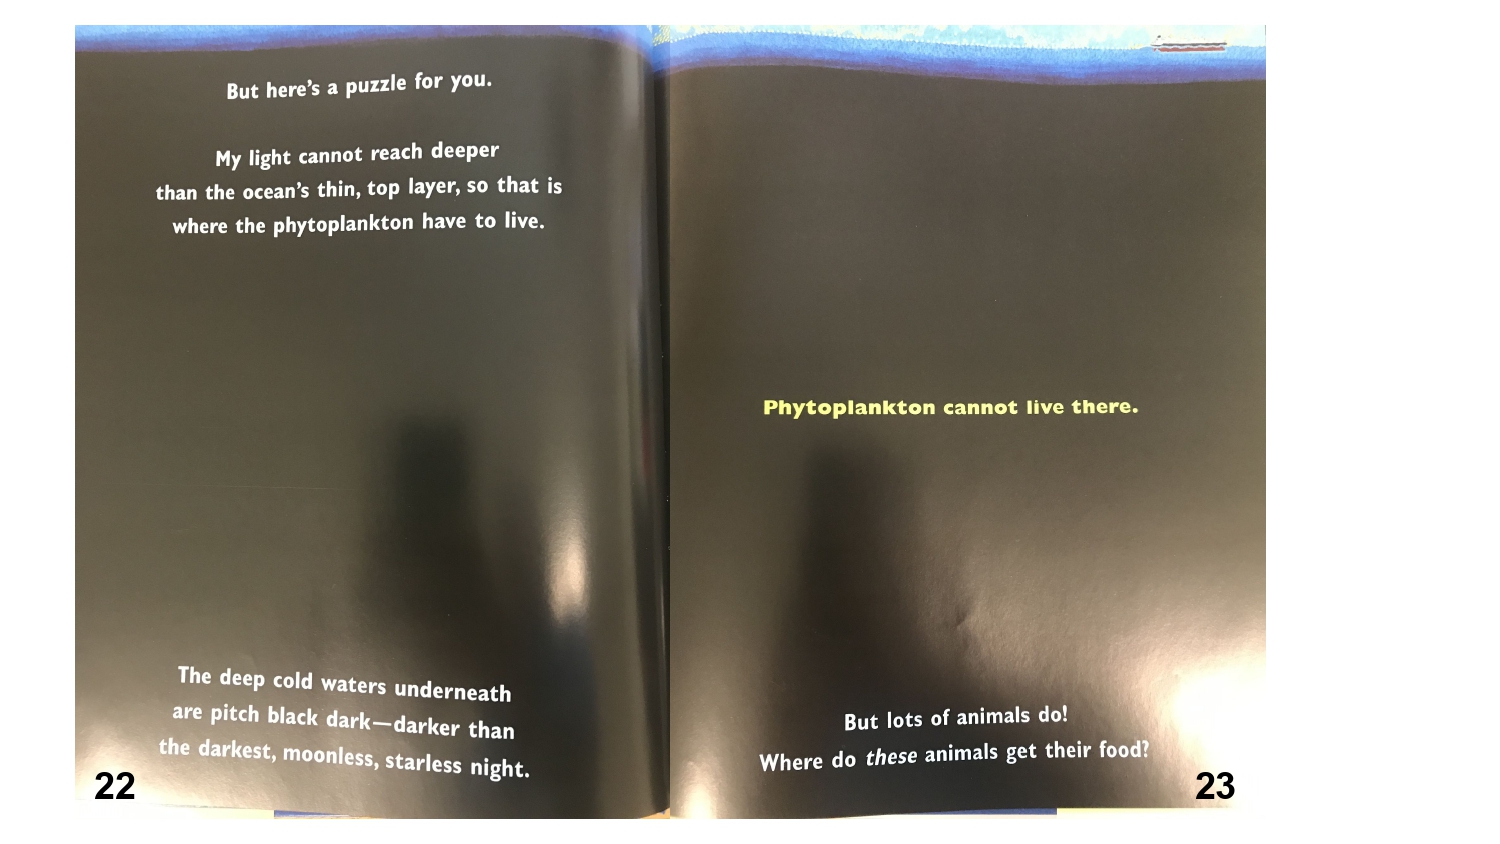 But here's a puzzle for you.
My light cannot reach deeper
than the ocean's thin, top layer, so that is
where the phytoplankton have to live.
The deep cold waters underneath
are pitch black dark—darker than
the darkest, moonless, starless night.
22
Phytoplankton cannot live there.
But lots of animals do!
Where do these animals get their food?
23